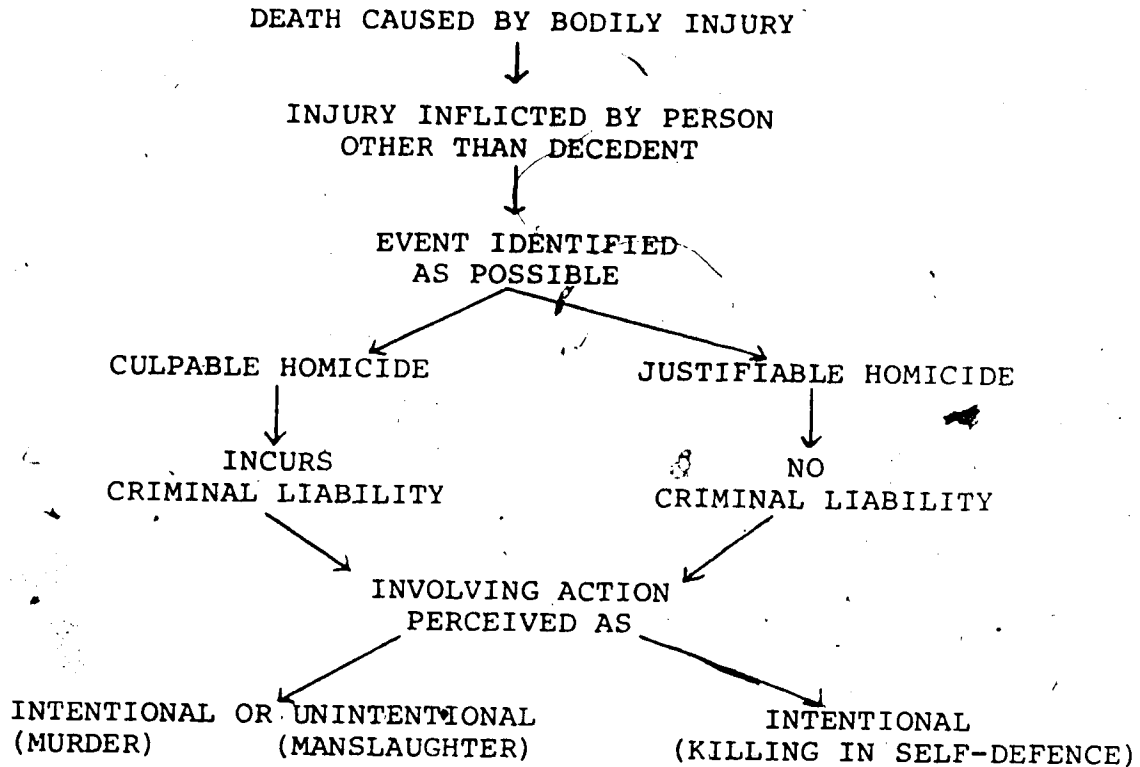 DEATH CAUSED BY BODILY INJURY
INJURY INFLICTED BY PERSON
OTHER THAN DECEDENT
EVENT IDENTIFIED
AS POSSIBLE
CULPABLE HOMICIDE
JUSTIFIABLE HOMICIDE
INCURS
CRIMINAL LIABILITY
NO
CRIMINAL LIABILITY
INVOLVING ACTION
PERCEIVED AS
INTENTIONAL OR UNINTENTIONAL
(MURDER) (MANSLAUGHTER)
INTENTIONAL
(KILLING IN SELF-DEFENCE)